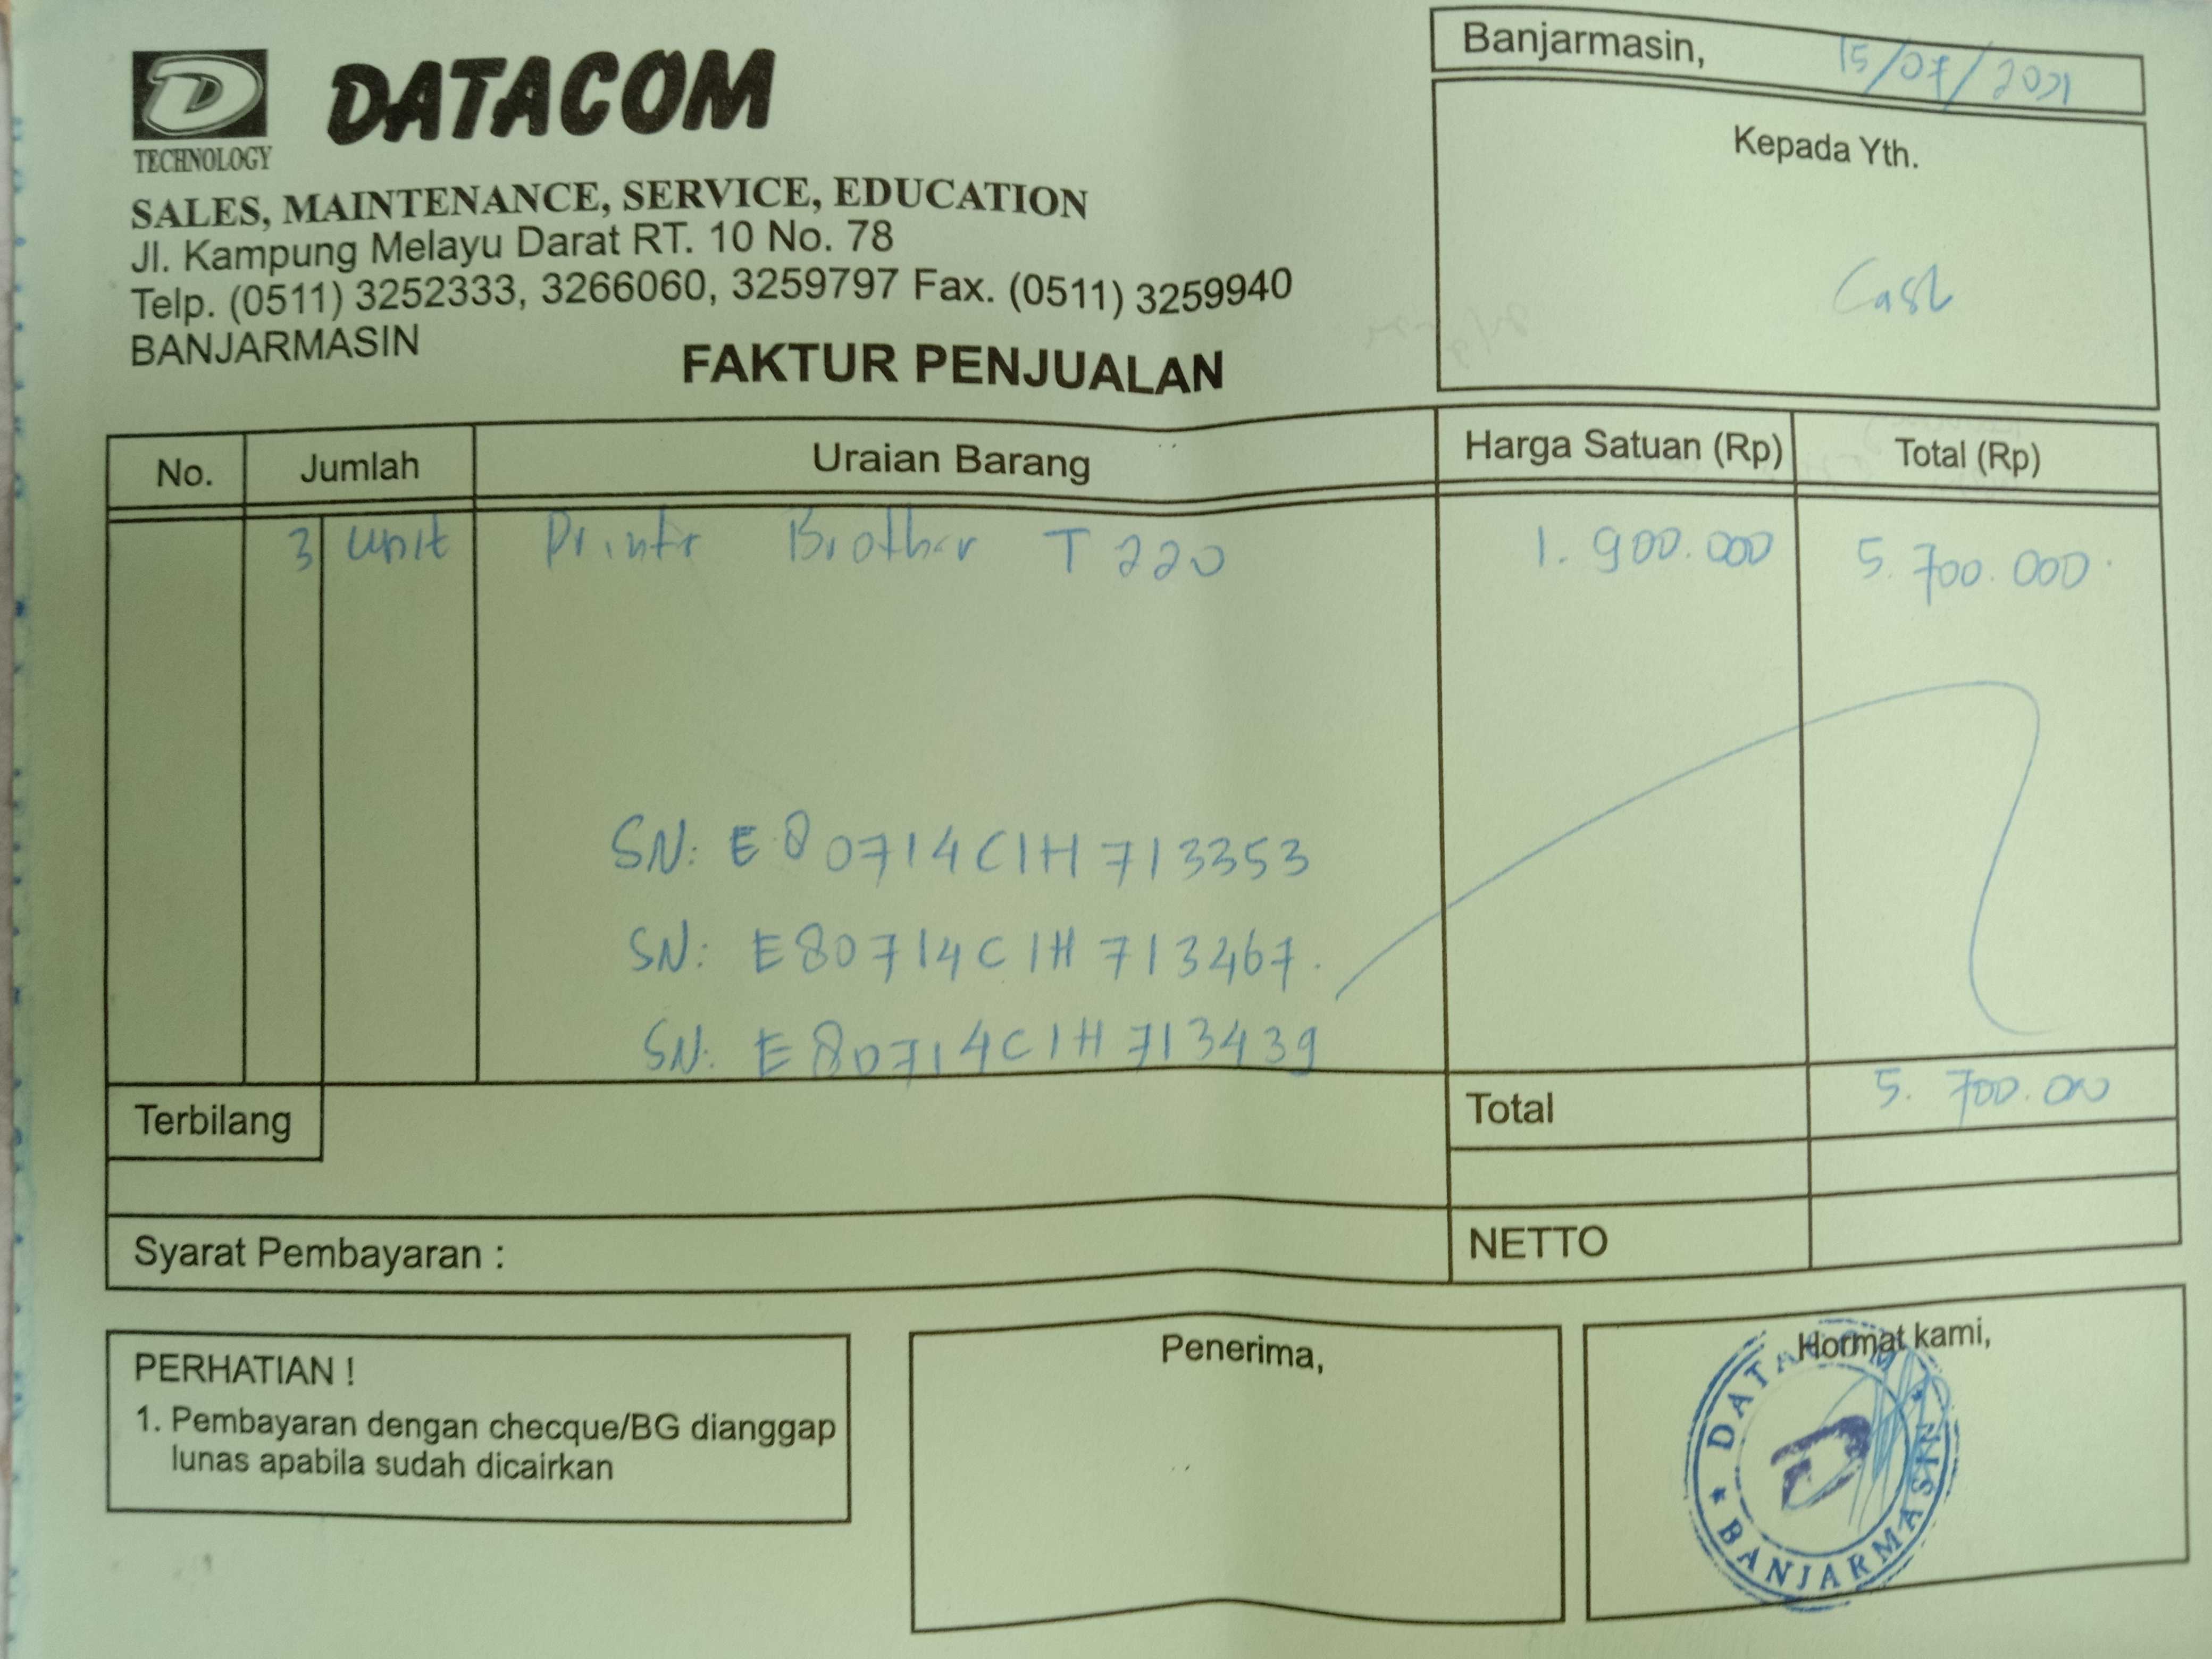 D
TECHNOLOGY
DATACOM
SALES, MAINTENANCE, SERVICE, EDUCATION
Jl. Kampung Melayu Darat RT. 10 No. 78
Telp. (0511) 3252333, 3266060, 3259797 Fax. (0511) 3259940
BANJARMASIN
FAKTUR PENJUALAN
Banjarmasin, 15/07/2021
Kepada Yth.
Cash
No. Jumlah Uraian Barang Harga Satuan (Rp) Total (Rp)
3 unit Printr Brother T 220 1.900.000 5.700.000
SN: E80714C1H713353
SN: E80714C1H713467.
SN: E80714C1H713439
Terbilang
Total 5.700.000
Syarat Pembayaran :
NETTO
PERHATIAN !
1. Pembayaran dengan checque/BG dianggap
lunas apabila sudah dicairkan
Penerima,
Hormat kami,
DATACOM
BANJARMASIN